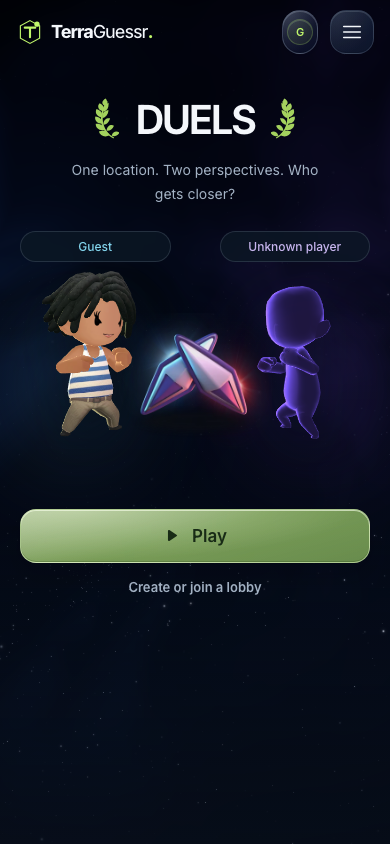 TerraGuessr.
G
DUELS
One location. Two perspectives. Who
gets closer?
Guest
Unknown player
Play
Create or join a lobby